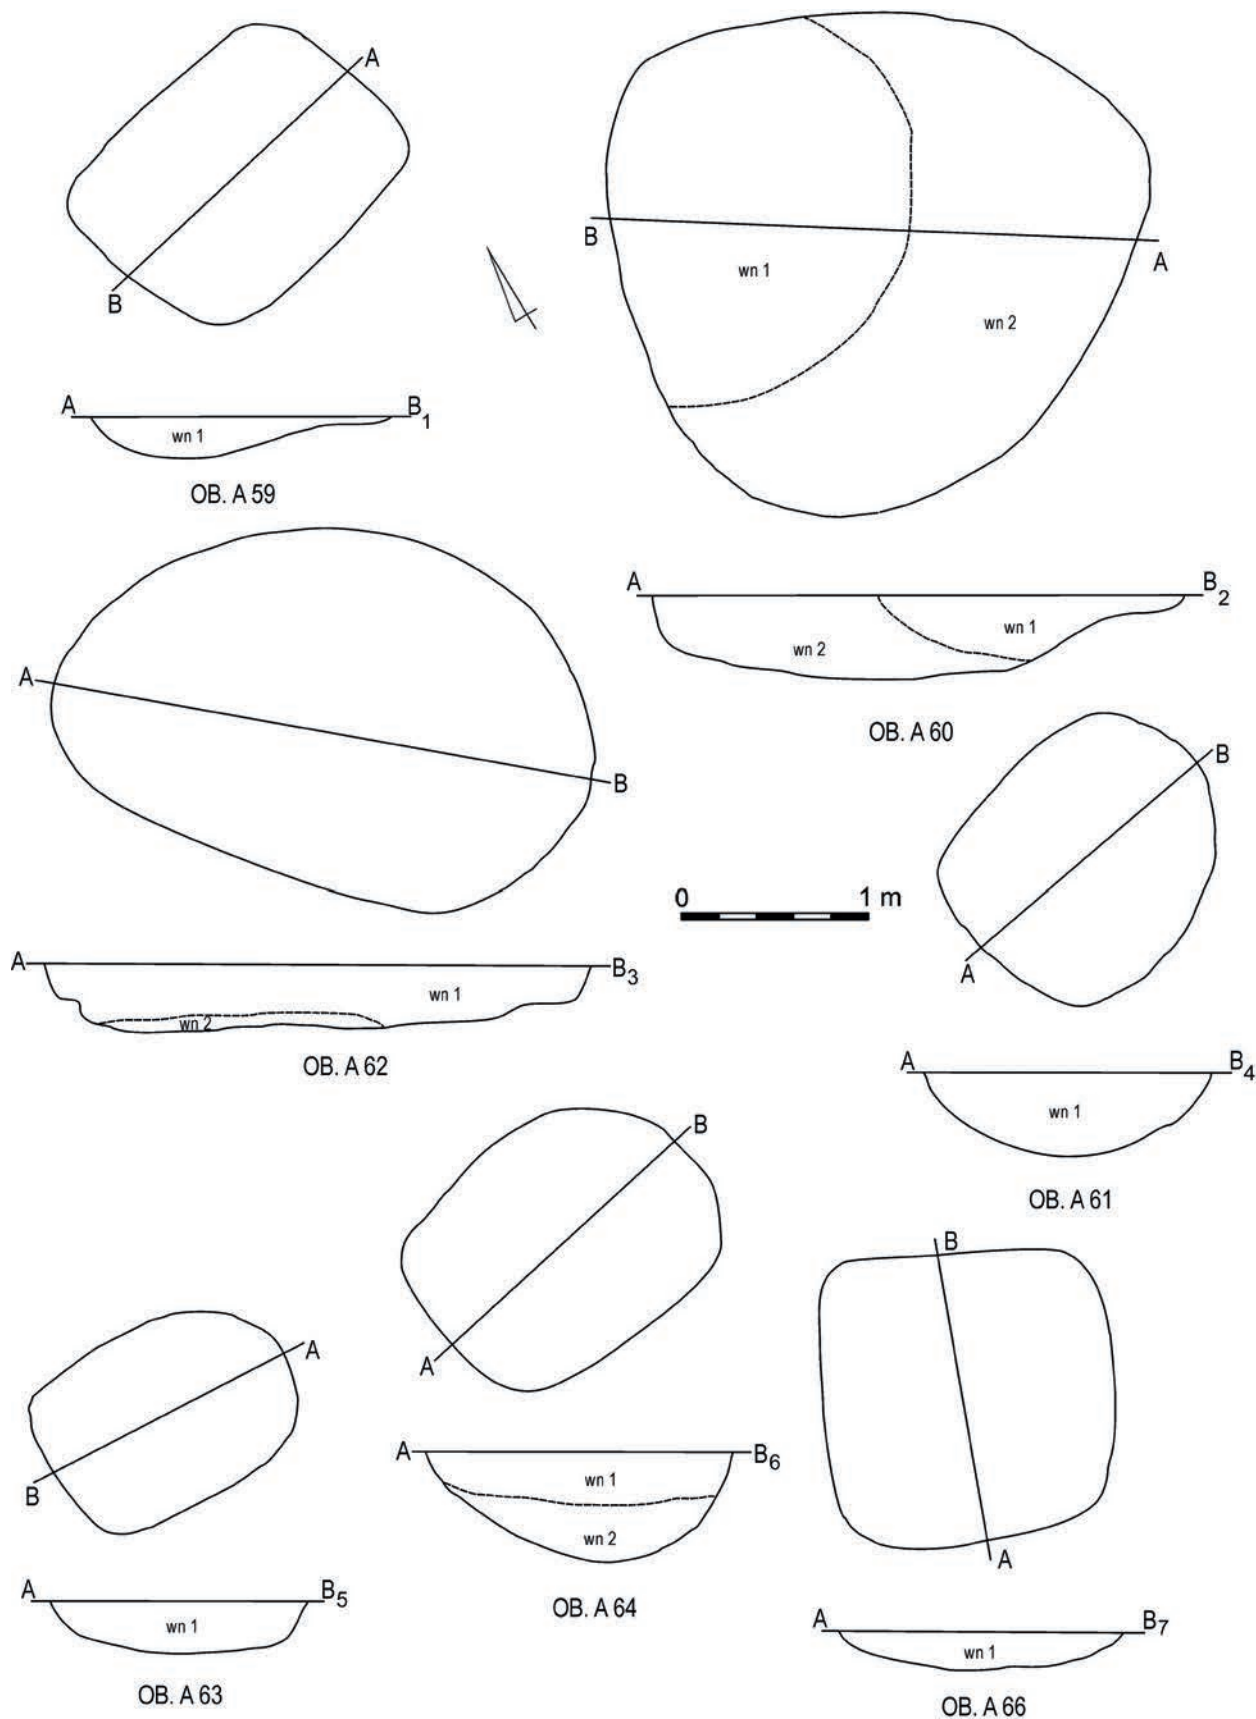 A
B
A B1
wn 1
OB. A 59
B
A
wn 1
wn 2
A B2
wn 1
wn 2
OB. A 60
A
B
A B3
wn 1
wn 2
OB. A 62
0 1 m
B
A
A B4
wn 1
OB. A 61
A
B
A B5
wn 1
OB. A 63
B
A
A B6
wn 1
wn 2
OB. A 64
B
A
A B7
wn 1
OB. A 66